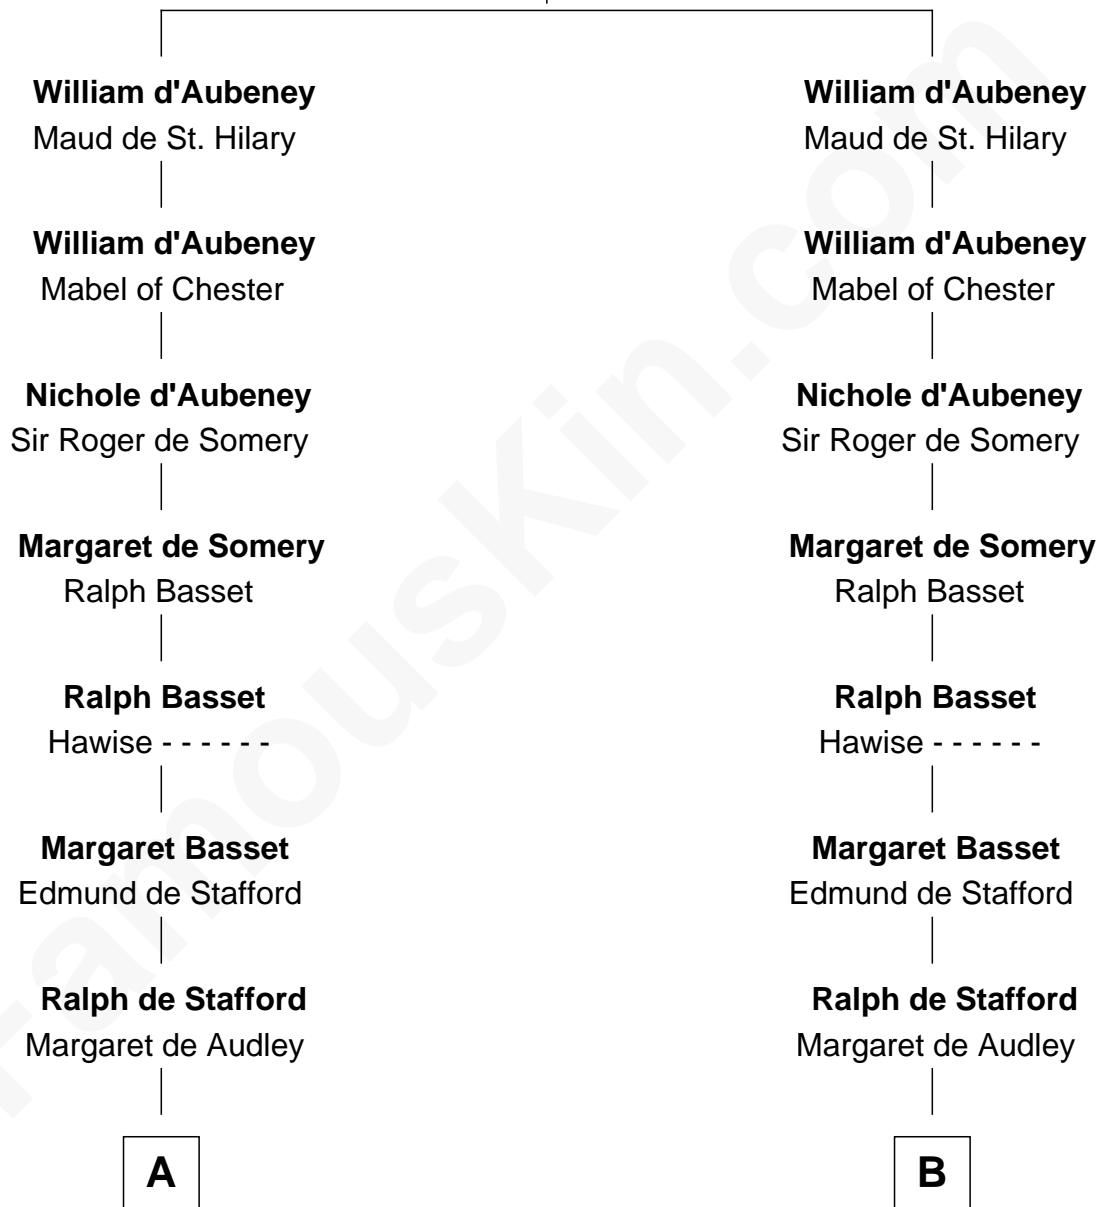 William d'Aubeney
Maud de St. Hilary
William d'Aubeney
Mabel of Chester
Nichole d'Aubeney
Sir Roger de Somery
Margaret de Somery
Ralph Basset
Ralph Basset
Hawise - - - - - -
Margaret Basset
Edmund de Stafford
Ralph de Stafford
Margaret de Audley
A
William d'Aubeney
Maud de St. Hilary
William d'Aubeney
Mabel of Chester
Nichole d'Aubeney
Sir Roger de Somery
Margaret de Somery
Ralph Basset
Ralph Basset
Hawise - - - - - -
Margaret Basset
Edmund de Stafford
Ralph de Stafford
Margaret de Audley
B
FamousKin.com